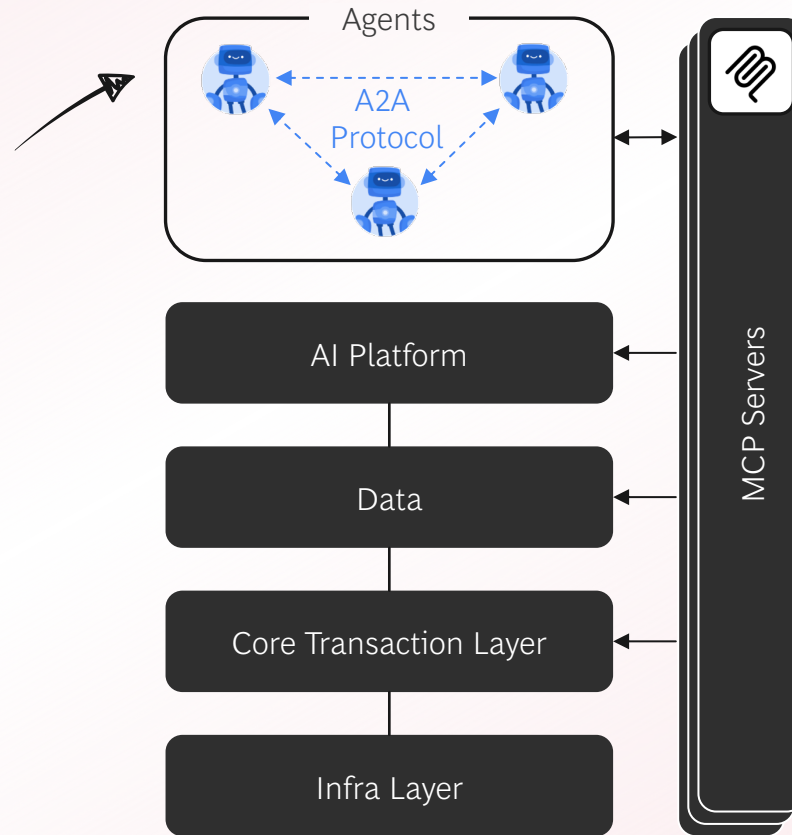 Agents
A2A
Protocol
AI Platform
Data
Core Transaction Layer
Infra Layer
MCP Servers